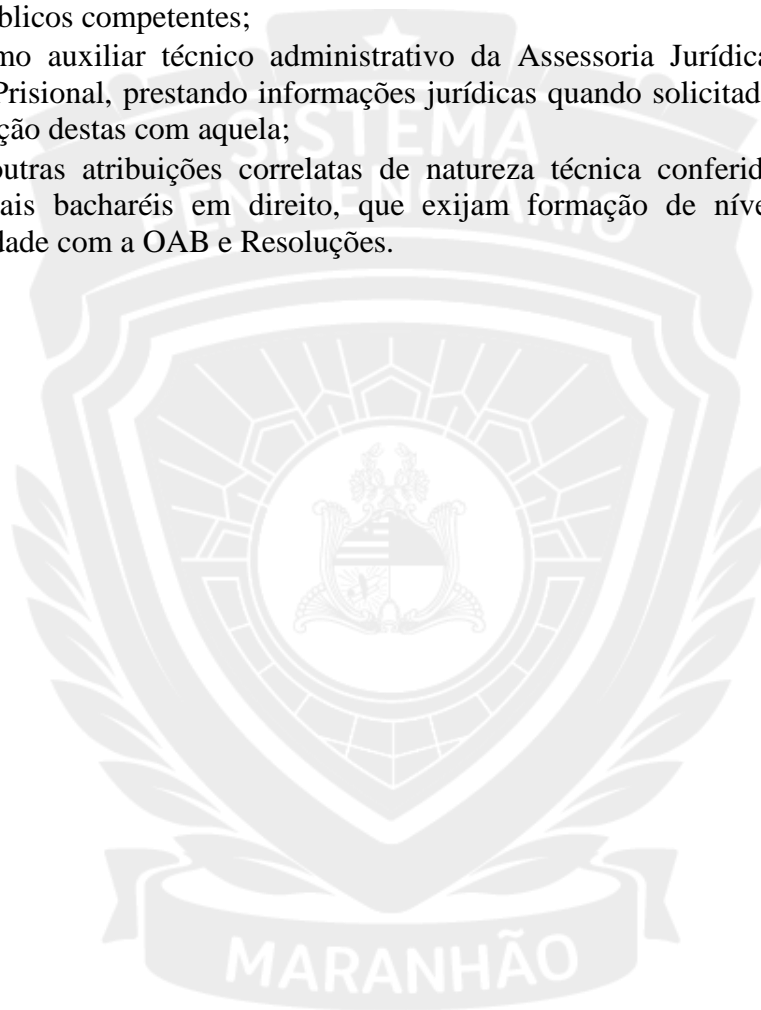 blicos competentes;
mo auxiliar técnico administrativo da Assessoria Jurídica
Prisional, prestando informações jurídicas quando solicitad
ção destas com aquela;
outras atribuições correlatas de natureza técnica conferid
ais bacharéis em direito, que exijam formação de níve
dade com a OAB e Resoluções.
SISTEMA
PENITENCIÁRIO
MARANHÃO